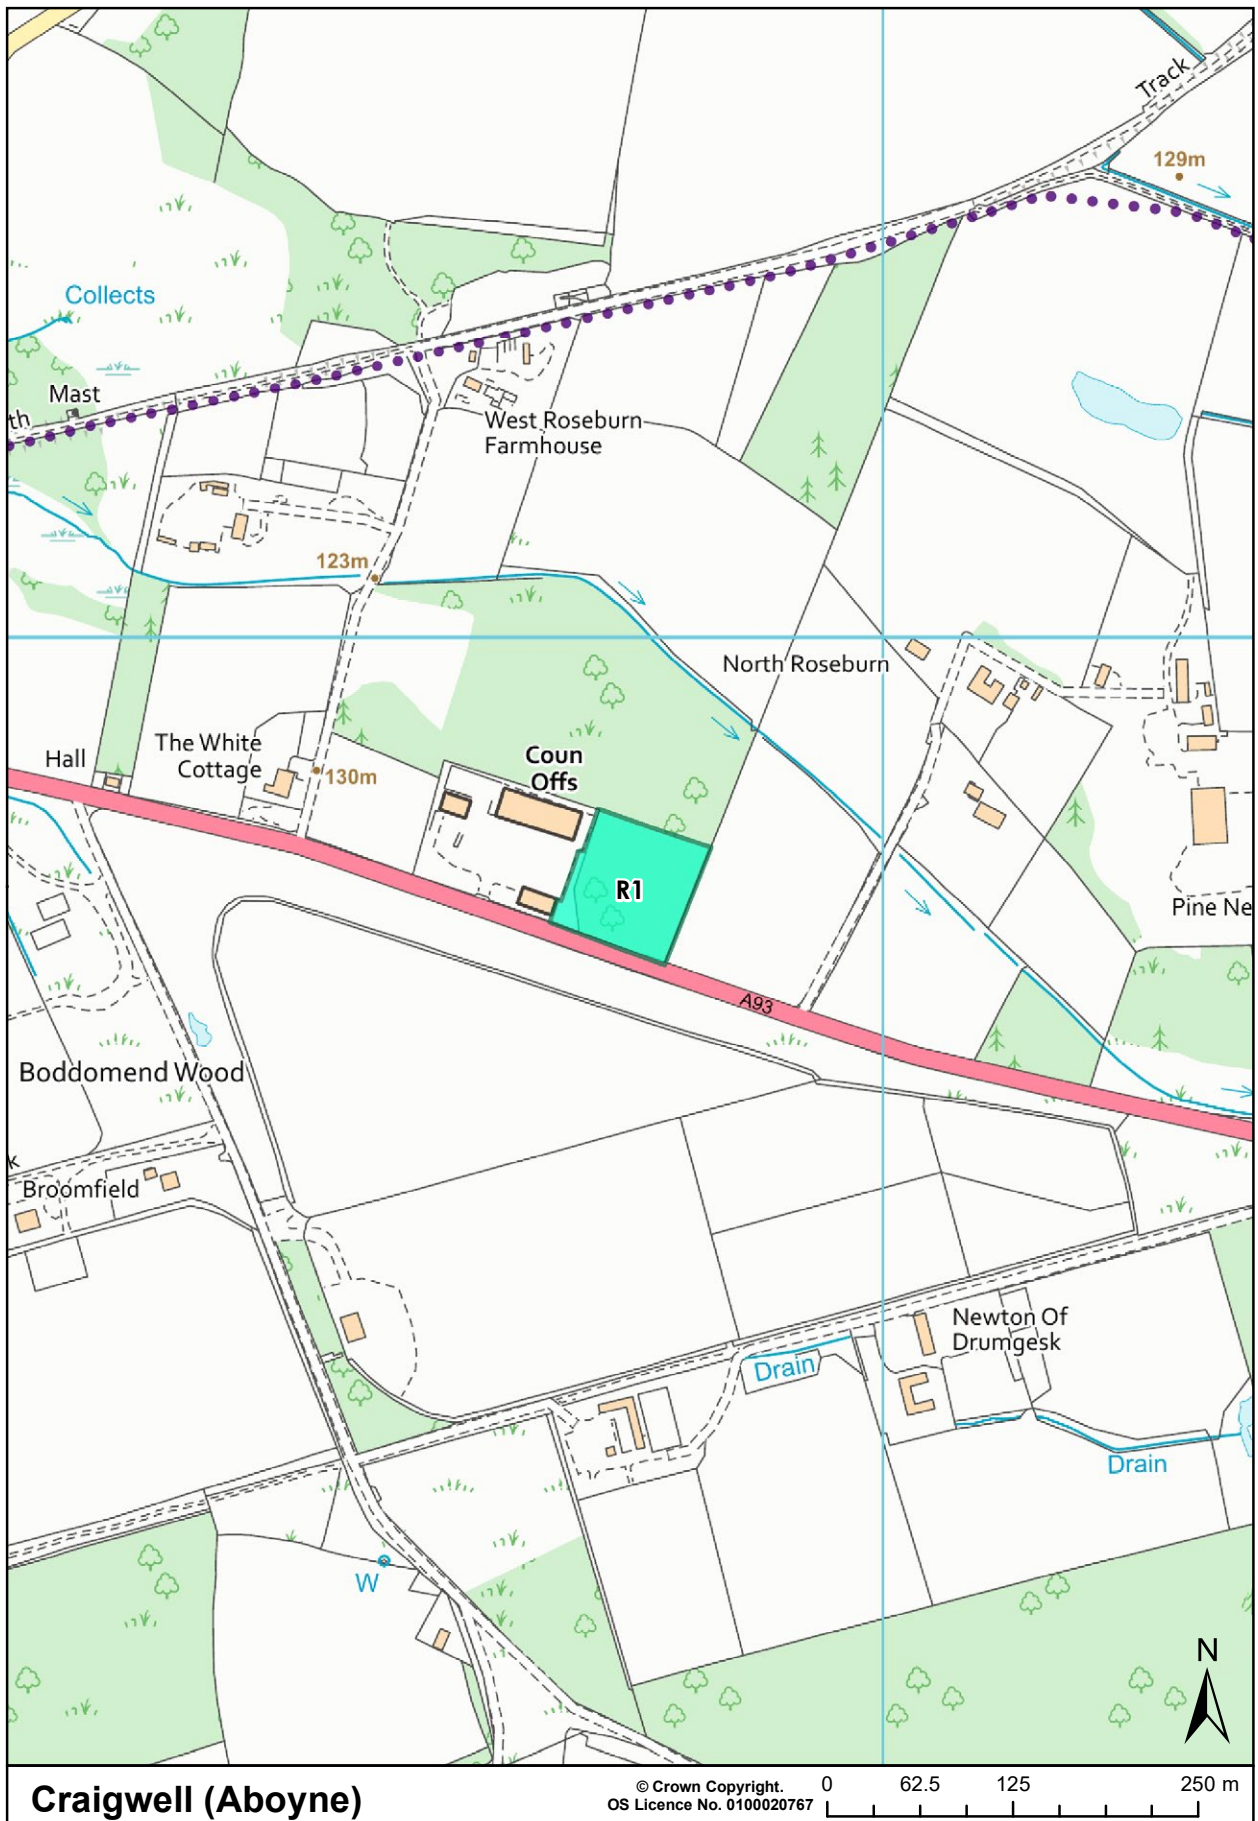 Track
129m
Collects
Mast
th
West Roseburn
Farmhouse
123m
North Roseburn
Hall
The White
Cottage
130m
Coun
Offs
R1
Pine Ne
A93
Boddomend Wood
k
Broomfield
Newton Of
Drumgesk
Drain
Drain
W
N
Craigwell (Aboyne)
© Crown Copyright.
OS Licence No. 0100020767
0 62.5 125 250 m